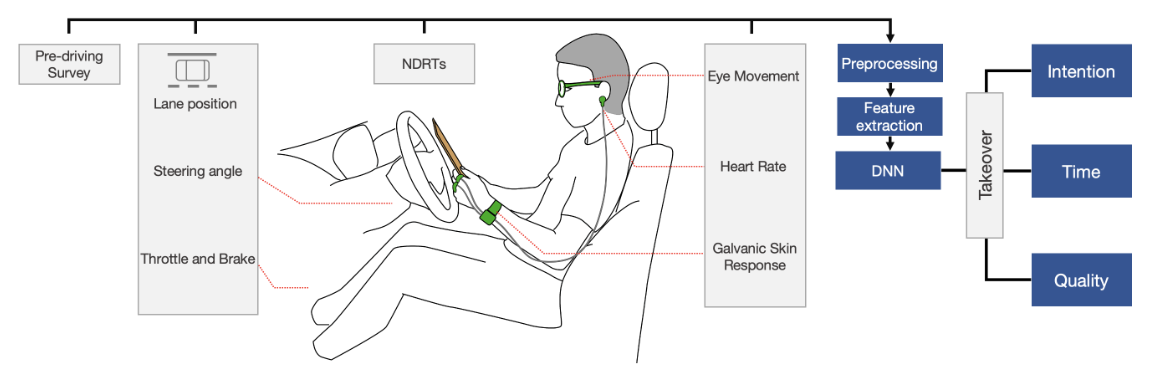 Pre-driving
Survey
Lane position
Steering angle
Throttle and Brake
NDRTs
Eye Movement
Heart Rate
Galvanic Skin
Response
Preprocessing
Feature
extraction
DNN
Takeover
Intention
Time
Quality